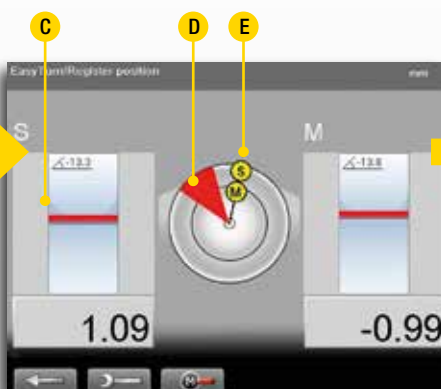 C D E
EasyTurn/Register position mm
S M
-13.3 -13.8
S
M
1.09 -0.99
M